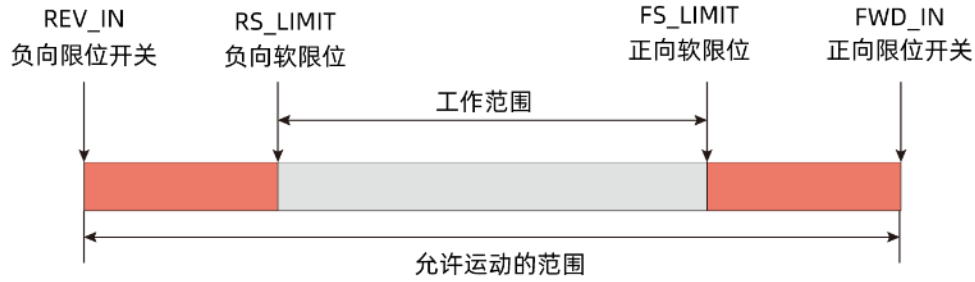 REV_IN
负向限位开关
RS_LIMIT
负向软限位
FS_LIMIT
正向软限位
FWD_IN
正向限位开关
工作范围
允许运动的范围